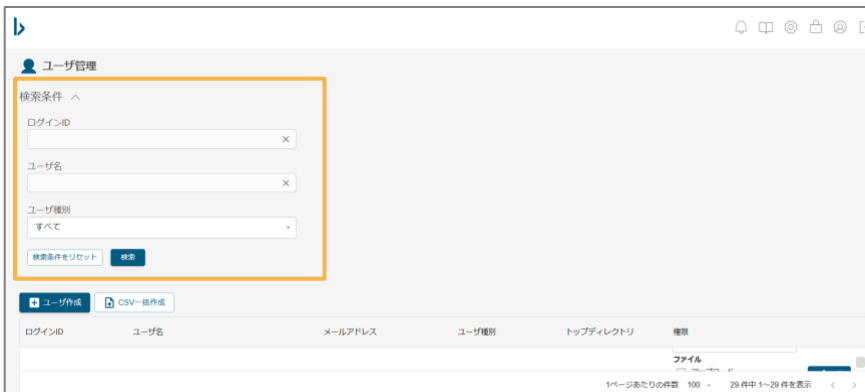 ユーザ管理
検索条件
ログインID
ユーザ名
ユーザ種別
すべて
検索条件をリセット 検索
ユーザ作成 CSV一括作成
ログインID ユーザ名 メールアドレス ユーザ種別 トップディレクトリ 権限
ファイル
1ページあたりの件数 100 29 件中 1～29 件を表示